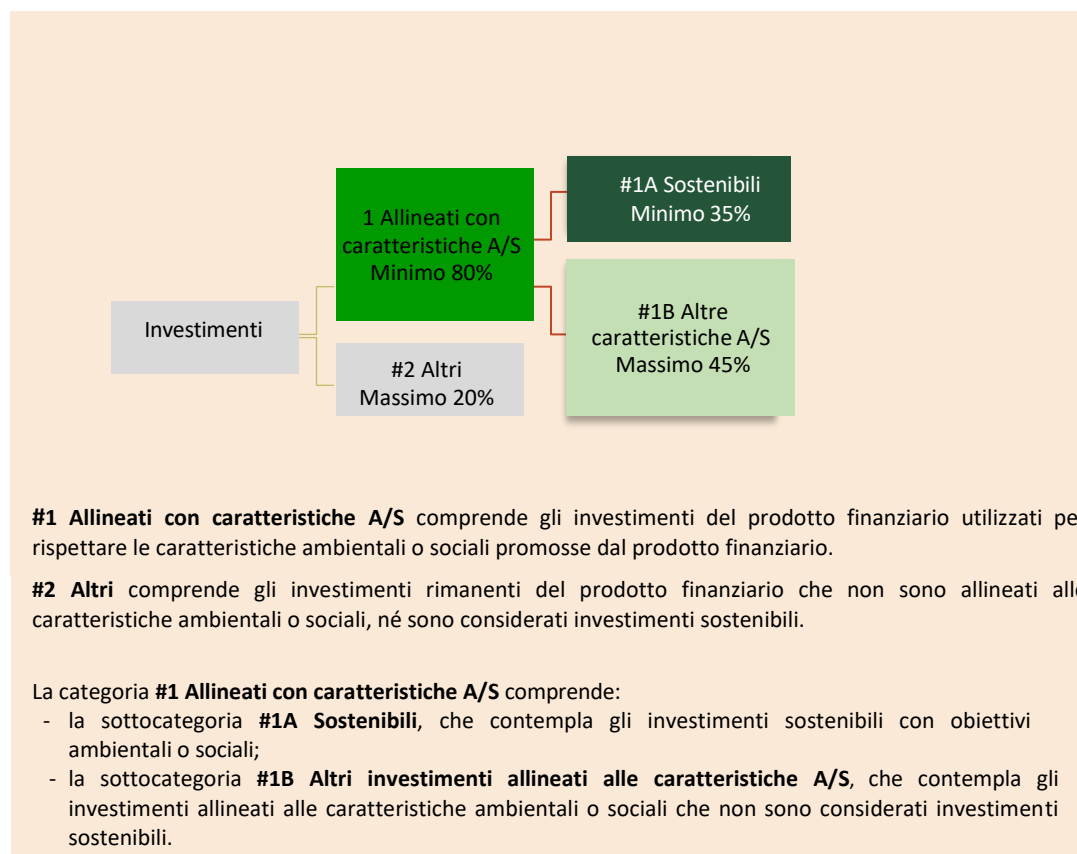 #1A Sostenibili
Minimo 35%
1 Allineati con
caratteristiche A/S
Minimo 80%
Investimenti
#1B Altre
caratteristiche A/S
Massimo 45%
#2 Altri
Massimo 20%
#1 Allineati con caratteristiche A/S comprende gli investimenti del prodotto finanziario utilizzati pe
rispettare le caratteristiche ambientali o sociali promosse dal prodotto finanziario.
#2 Altri comprende gli investimenti rimanenti del prodotto finanziario che non sono allineati alle
caratteristiche ambientali o sociali, né sono considerati investimenti sostenibili.
La categoria #1 Allineati con caratteristiche A/S comprende:
- la sottocategoria #1A Sostenibili, che contempla gli investimenti sostenibili con obiettivi
ambientali o sociali;
- la sottocategoria #1B Altri investimenti allineati alle caratteristiche A/S, che contempla gli
investimenti allineati alle caratteristiche ambientali o sociali che non sono considerati investimenti
sostenibili.